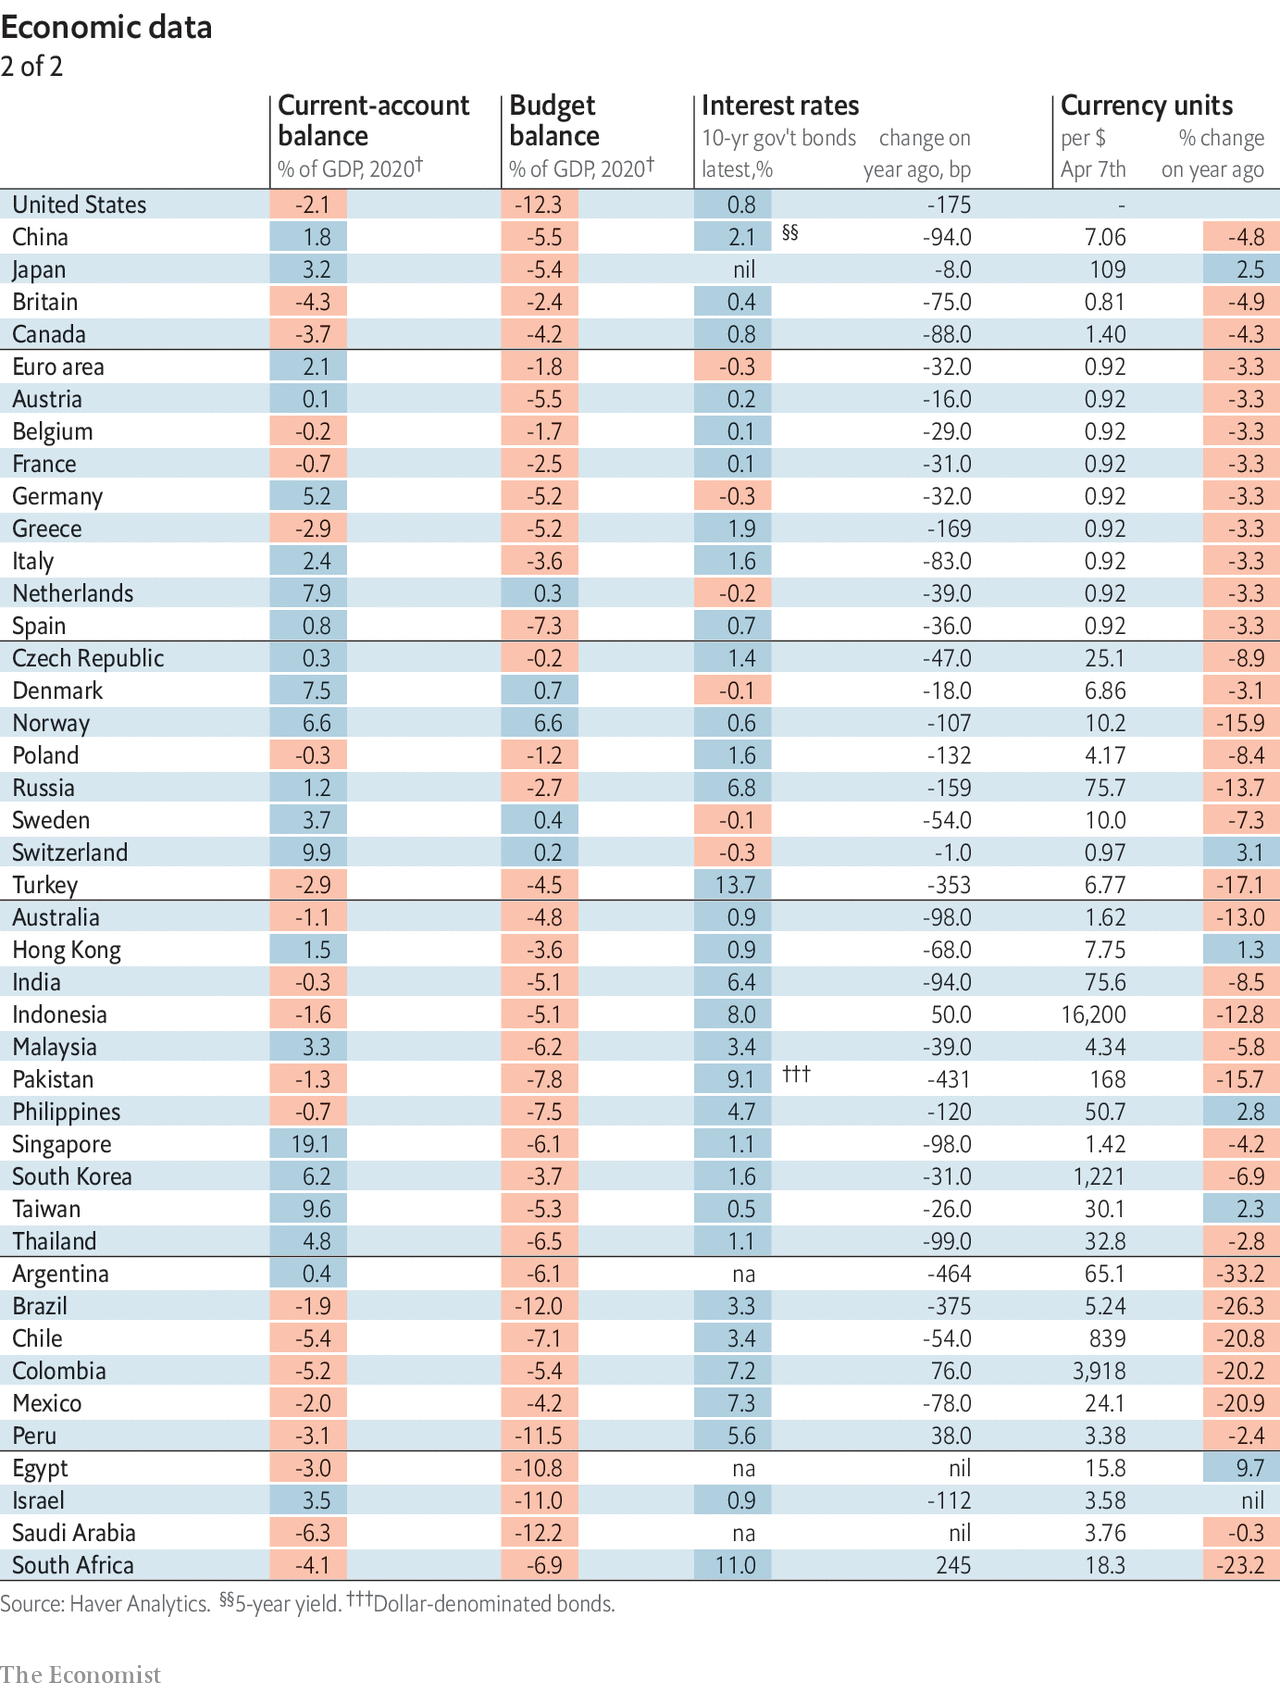 Economic data
2 of 2
Current-account balance % of GDP, 2020† Budget balance % of GDP, 2020† Interest rates 10-yr gov't bonds latest,% change on year ago, bp Currency units per $ Apr 7th % change on year ago
United States -2.1 -12.3 0.8 -175 -
China 1.8 -5.5 2.1 §§ -94.0 7.06 -4.8
Japan 3.2 -5.4 nil -8.0 109 2.5
Britain -4.3 -2.4 0.4 -75.0 0.81 -4.9
Canada -3.7 -4.2 0.8 -88.0 1.40 -4.3
Euro area 2.1 -1.8 -0.3 -32.0 0.92 -3.3
Austria 0.1 -5.5 0.2 -16.0 0.92 -3.3
Belgium -0.2 -1.7 0.1 -29.0 0.92 -3.3
France -0.7 -2.5 0.1 -31.0 0.92 -3.3
Germany 5.2 -5.2 -0.3 -32.0 0.92 -3.3
Greece -2.9 -5.2 1.9 -169 0.92 -3.3
Italy 2.4 -3.6 1.6 -83.0 0.92 -3.3
Netherlands 7.9 0.3 -0.2 -39.0 0.92 -3.3
Spain 0.8 -7.3 0.7 -36.0 0.92 -3.3
Czech Republic 0.3 -0.2 1.4 -47.0 25.1 -8.9
Denmark 7.5 0.7 -0.1 -18.0 6.86 -3.1
Norway 6.6 6.6 0.6 -107 10.2 -15.9
Poland -0.3 -1.2 1.6 -132 4.17 -8.4
Russia 1.2 -2.7 6.8 -159 75.7 -13.7
Sweden 3.7 0.4 -0.1 -54.0 10.0 -7.3
Switzerland 9.9 0.2 -0.3 -1.0 0.97 3.1
Turkey -2.9 -4.5 13.7 -353 6.77 -17.1
Australia -1.1 -4.8 0.9 -98.0 1.62 -13.0
Hong Kong 1.5 -3.6 0.9 -68.0 7.75 1.3
India -0.3 -5.1 6.4 -94.0 75.6 -8.5
Indonesia -1.6 -5.1 8.0 50.0 16,200 -12.8
Malaysia 3.3 -6.2 3.4 -39.0 4.34 -5.8
Pakistan -1.3 -7.8 9.1 ††† -431 168 -15.7
Philippines -0.7 -7.5 4.7 -120 50.7 2.8
Singapore 19.1 -6.1 1.1 -98.0 1.42 -4.2
South Korea 6.2 -3.7 1.6 -31.0 1,221 -6.9
Taiwan 9.6 -5.3 0.5 -26.0 30.1 2.3
Thailand 4.8 -6.5 1.1 -99.0 32.8 -2.8
Argentina 0.4 -6.1 na -464 65.1 -33.2
Brazil -1.9 -12.0 3.3 -375 5.24 -26.3
Chile -5.4 -7.1 3.4 -54.0 839 -20.8
Colombia -5.2 -5.4 7.2 76.0 3,918 -20.2
Mexico -2.0 -4.2 7.3 -78.0 24.1 -20.9
Peru -3.1 -11.5 5.6 38.0 3.38 -2.4
Egypt -3.0 -10.8 na nil 15.8 9.7
Israel 3.5 -11.0 0.9 -112 3.58 nil
Saudi Arabia -6.3 -12.2 na nil 3.76 -0.3
South Africa -4.1 -6.9 11.0 245 18.3 -23.2
Source: Haver Analytics. §§5-year yield. †††Dollar-denominated bonds.
The Economist